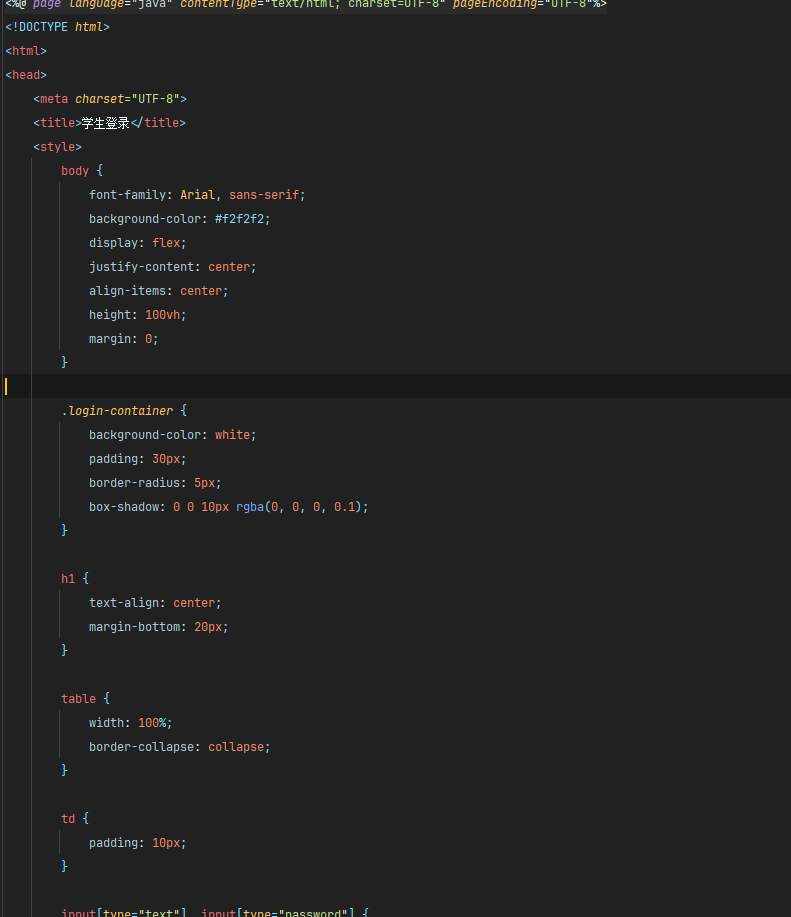 <%@ page language="java" contentType="text/html; charset=UTF-8" pageEncoding="UTF-8"%>
<!DOCTYPE html>
<html>
<head>
    <meta charset="UTF-8">
    <title>学生登录</title>
    <style>
        body {
            font-family: Arial, sans-serif;
            background-color: #f2f2f2;
            display: flex;
            justify-content: center;
            align-items: center;
            height: 100vh;
            margin: 0;
        }

        .login-container {
            background-color: white;
            padding: 30px;
            border-radius: 5px;
            box-shadow: 0 0 10px rgba(0, 0, 0, 0.1);
        }

        h1 {
            text-align: center;
            margin-bottom: 20px;
        }

        table {
            width: 100%;
            border-collapse: collapse;
        }

        td {
            padding: 10px;
        }

        input[type="text"], input[type="password"] {